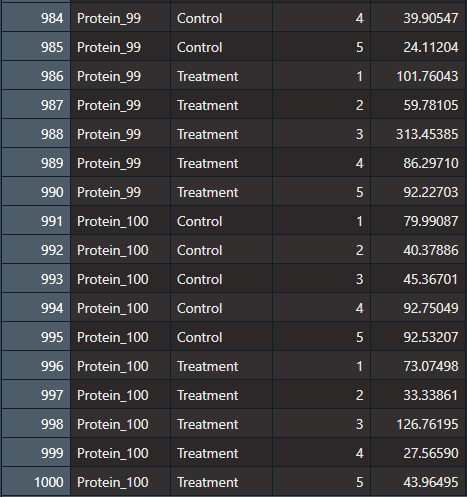 984 Protein_99 Control 4 39.90547
985 Protein_99 Control 5 24.11204
986 Protein_99 Treatment 1 101.76043
987 Protein_99 Treatment 2 59.78105
988 Protein_99 Treatment 3 313.45385
989 Protein_99 Treatment 4 86.29710
990 Protein_99 Treatment 5 92.22703
991 Protein_100 Control 1 79.99087
992 Protein_100 Control 2 40.37886
993 Protein_100 Control 3 45.36701
994 Protein_100 Control 4 92.75049
995 Protein_100 Control 5 92.53207
996 Protein_100 Treatment 1 73.07498
997 Protein_100 Treatment 2 33.33861
998 Protein_100 Treatment 3 126.76195
999 Protein_100 Treatment 4 27.56590
1000 Protein_100 Treatment 5 43.96495